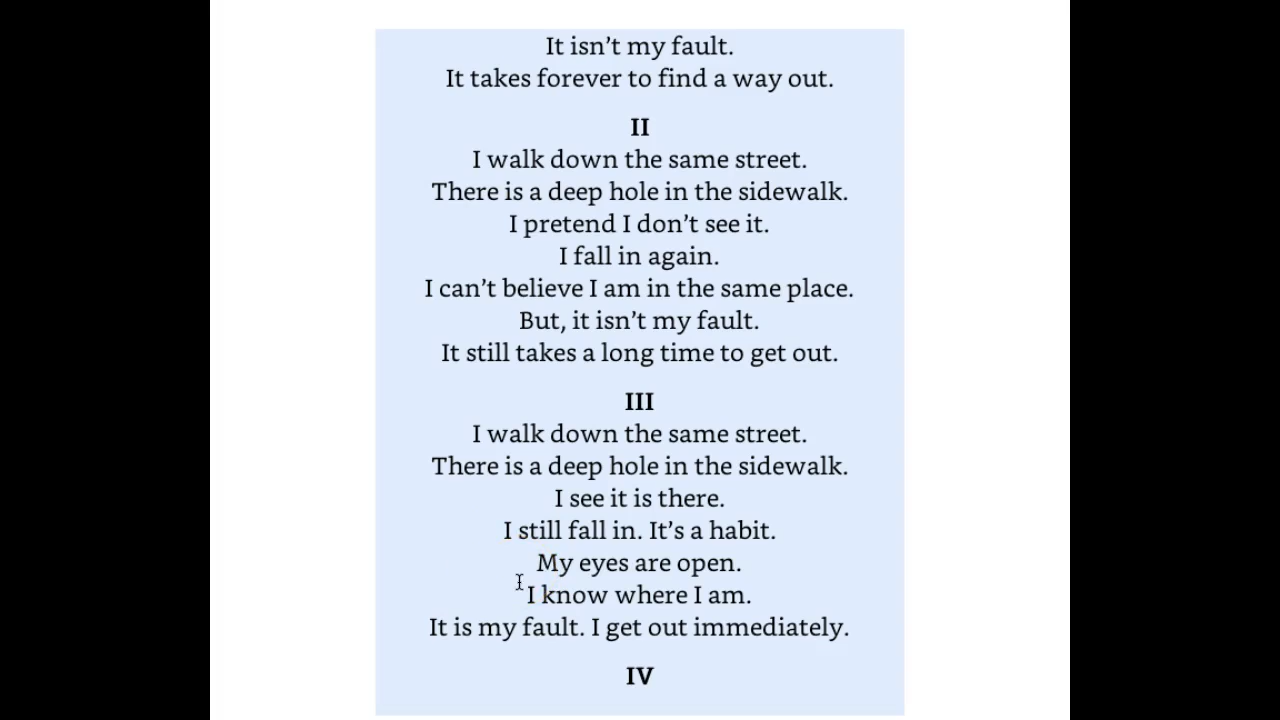 It isn’t my fault.
It takes forever to find a way out.
II
I walk down the same street.
There is a deep hole in the sidewalk.
I pretend I don’t see it.
I fall in again.
I can’t believe I am in the same place.
But, it isn’t my fault.
It still takes a long time to get out.
III
I walk down the same street.
There is a deep hole in the sidewalk.
I see it is there.
I still fall in. It’s a habit.
My eyes are open.
I know where I am.
It is my fault. I get out immediately.
IV